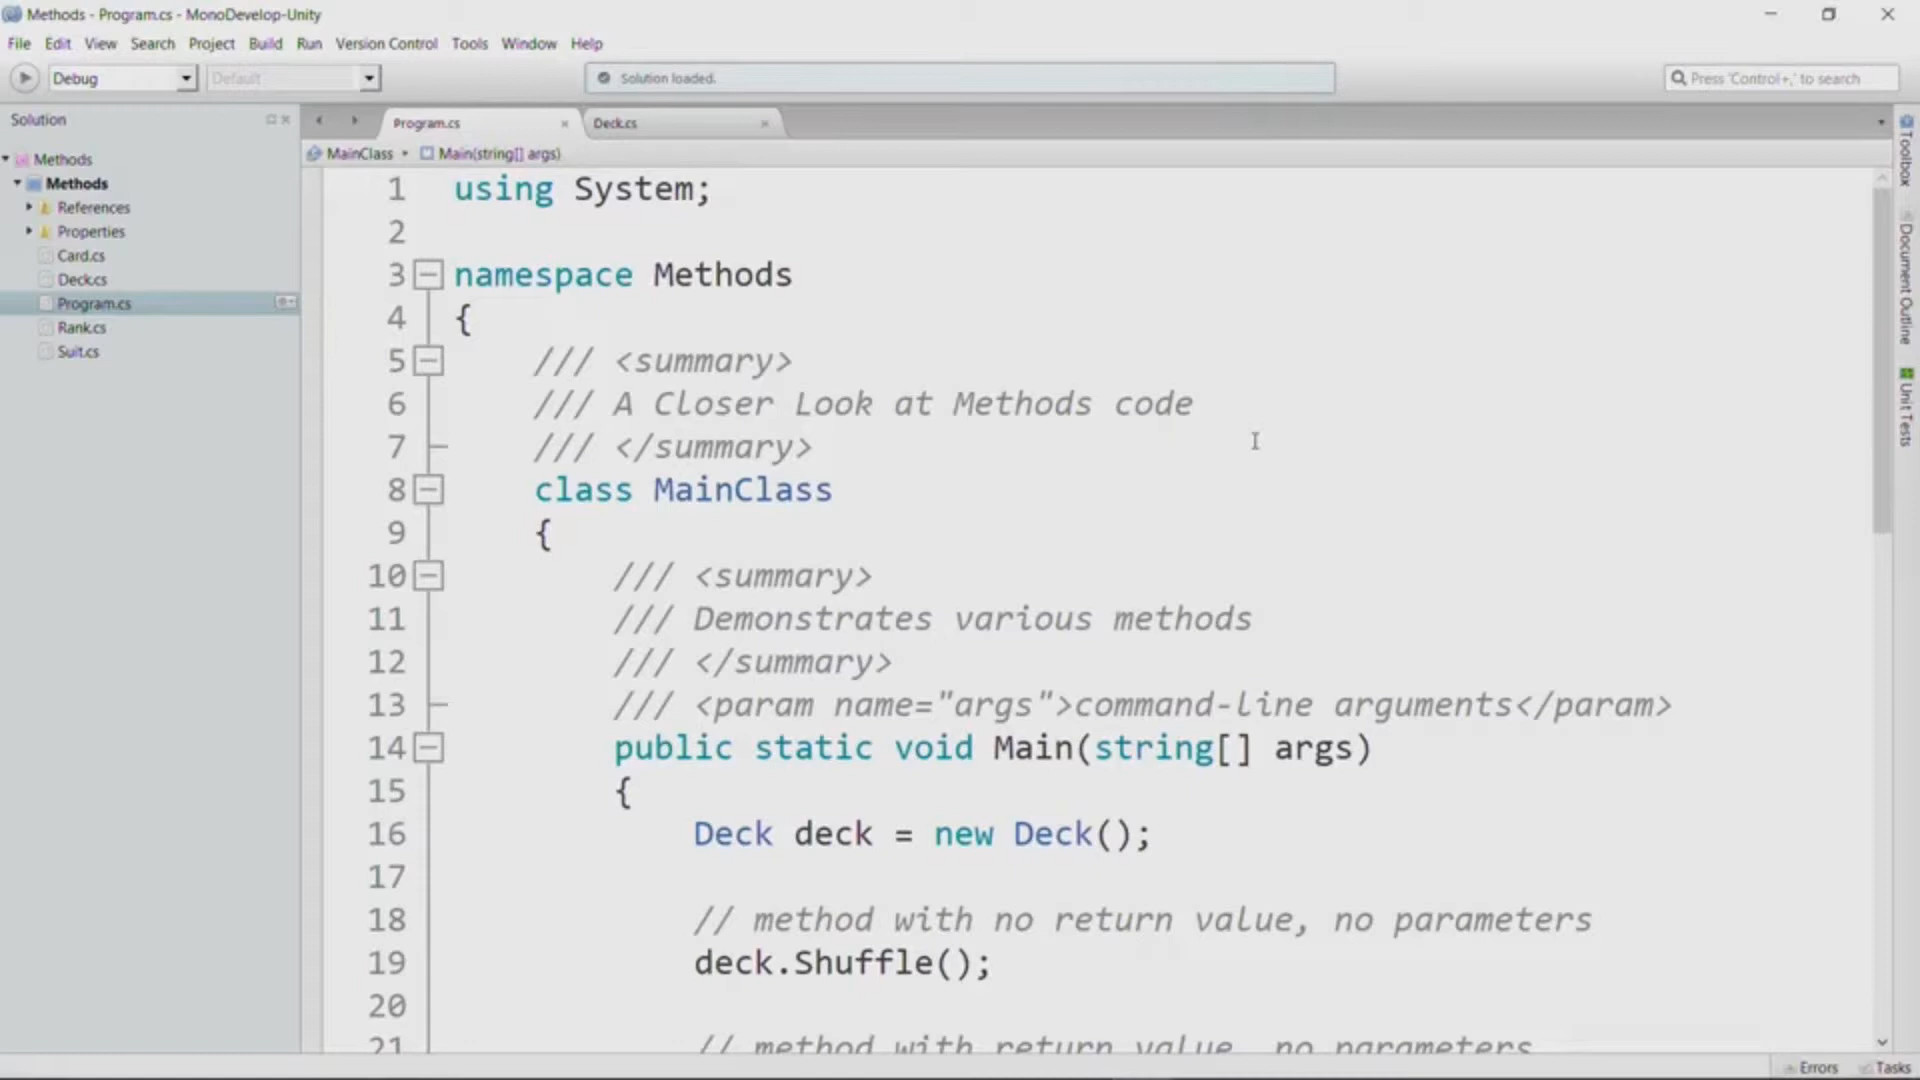 Methods - Program.cs - MonoDevelop-Unity
File Edit View Search Project Build Run Version Control Tools Window Help
Debug Default Solution loaded. Press 'Control+,' to search
Solution
Program.cs Deck.cs
MainClass Main(string[] args)
Methods
Methods
References
Properties
Card.cs
Deck.cs
Program.cs
Rank.cs
Suit.cs
1 using System;
2
3 namespace Methods
4 {
5 /// <summary>
6 /// A Closer Look at Methods code
7 /// </summary>
8 class MainClass
9 {
10 /// <summary>
11 /// Demonstrates various methods
12 /// </summary>
13 /// <param name="args">command-line arguments</param>
14 public static void Main(string[] args)
15 {
16 Deck deck = new Deck();
17
18 // method with no return value, no parameters
19 deck.Shuffle();
20
21 // method with return value, no parameters
Toolbox
Document Outline
Unit Tests
Errors Tasks